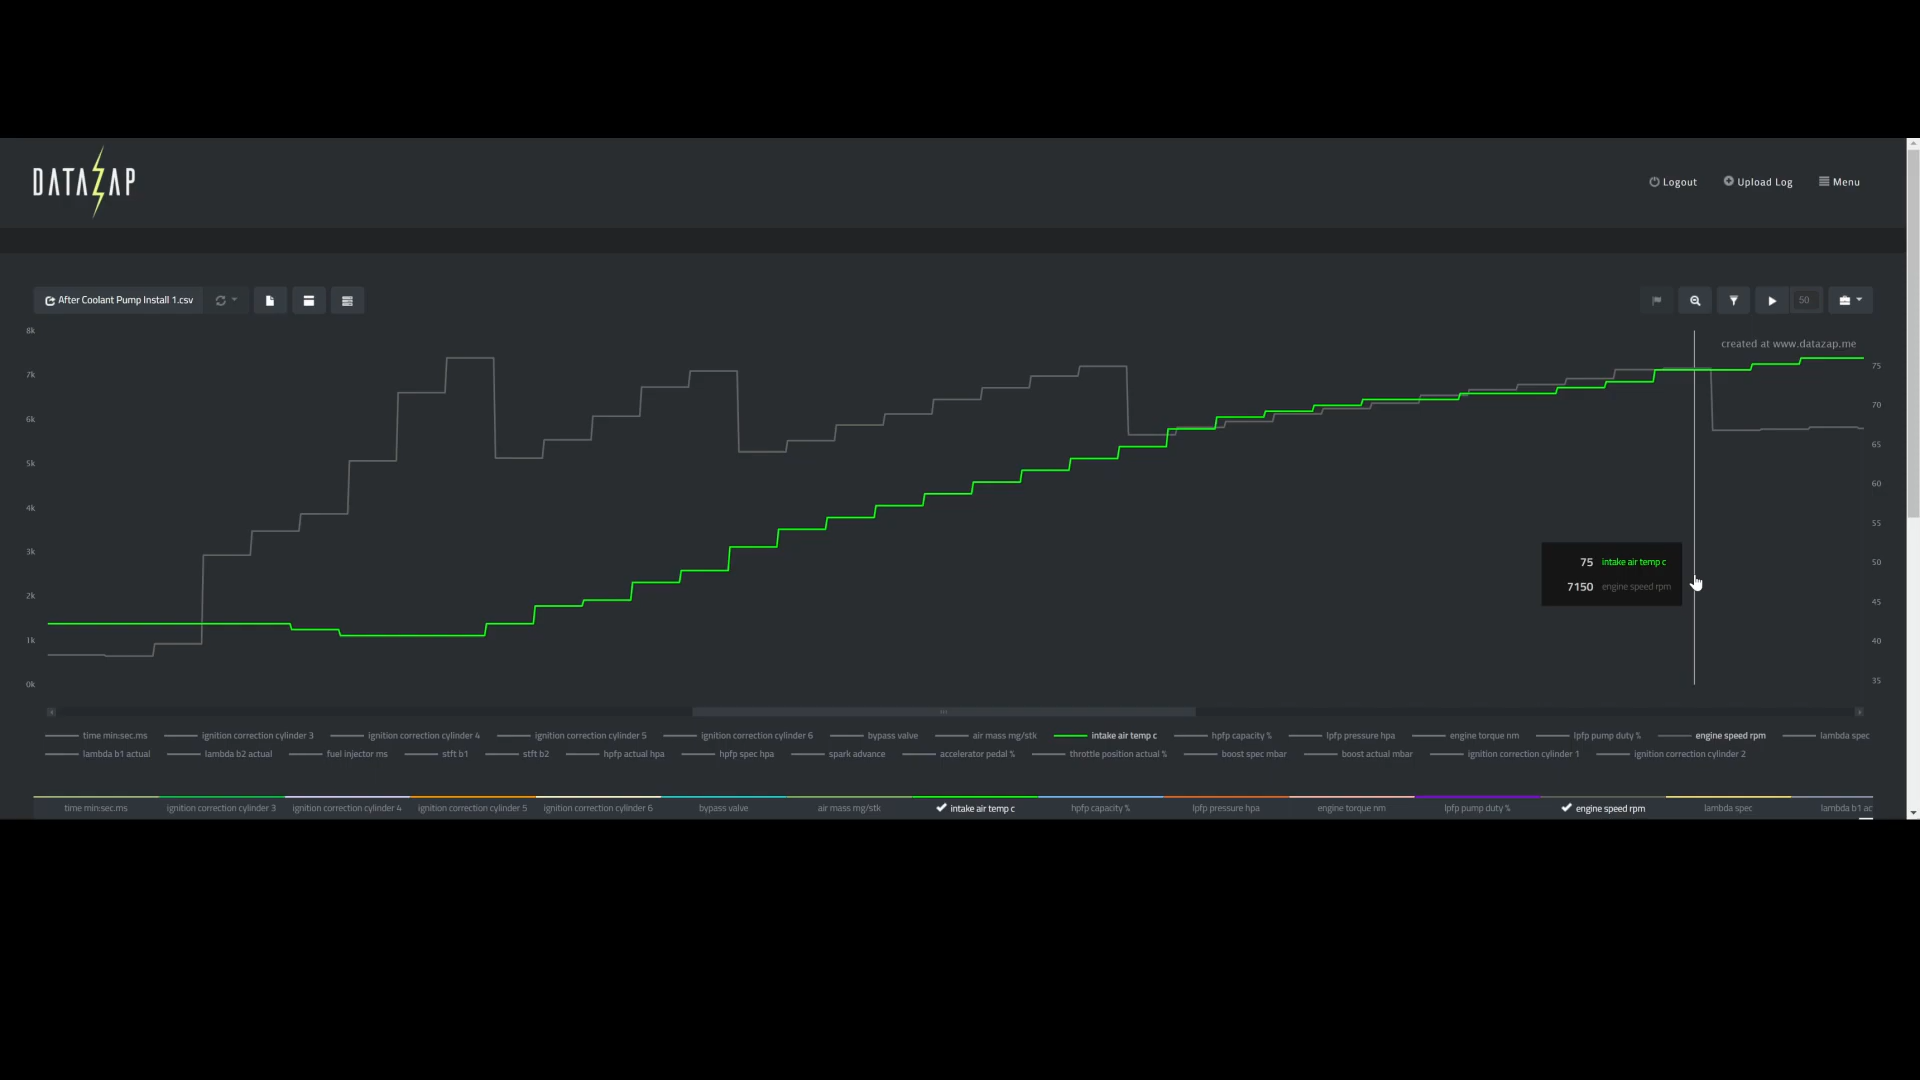 DATAZAP
Logout Upload Log Menu
After Coolant Pump Install 1.csv 50
created at www.datazap.me
8k
7k
6k
5k
4k
3k
2k
1k
0k
75
70
65
60
55
50
45
40
35
75 intake air temp c
7150 engine speed rpm
time min:sec.ms ignition correction cylinder 3 ignition correction cylinder 4 ignition correction cylinder 5 ignition correction cylinder 6 bypass valve air mass mg/stk intake air temp c hpfp capacity % lpfp pressure hpa engine torque nm lpfp pump duty % engine speed rpm lambda spec
lambda b1 actual lambda b2 actual fuel injector ms stft b1 stft b2 hpfp actual hpa hpfp spec hpa spark advance accelerator pedal % throttle position actual % boost spec mbar boost actual mbar ignition correction cylinder 1 ignition correction cylinder 2
time min:sec.ms ignition correction cylinder 3 ignition correction cylinder 4 ignition correction cylinder 5 ignition correction cylinder 6 bypass valve air mass mg/stk intake air temp c hpfp capacity % lpfp pressure hpa engine torque nm lpfp pump duty % engine speed rpm lambda spec lambda b1 ac